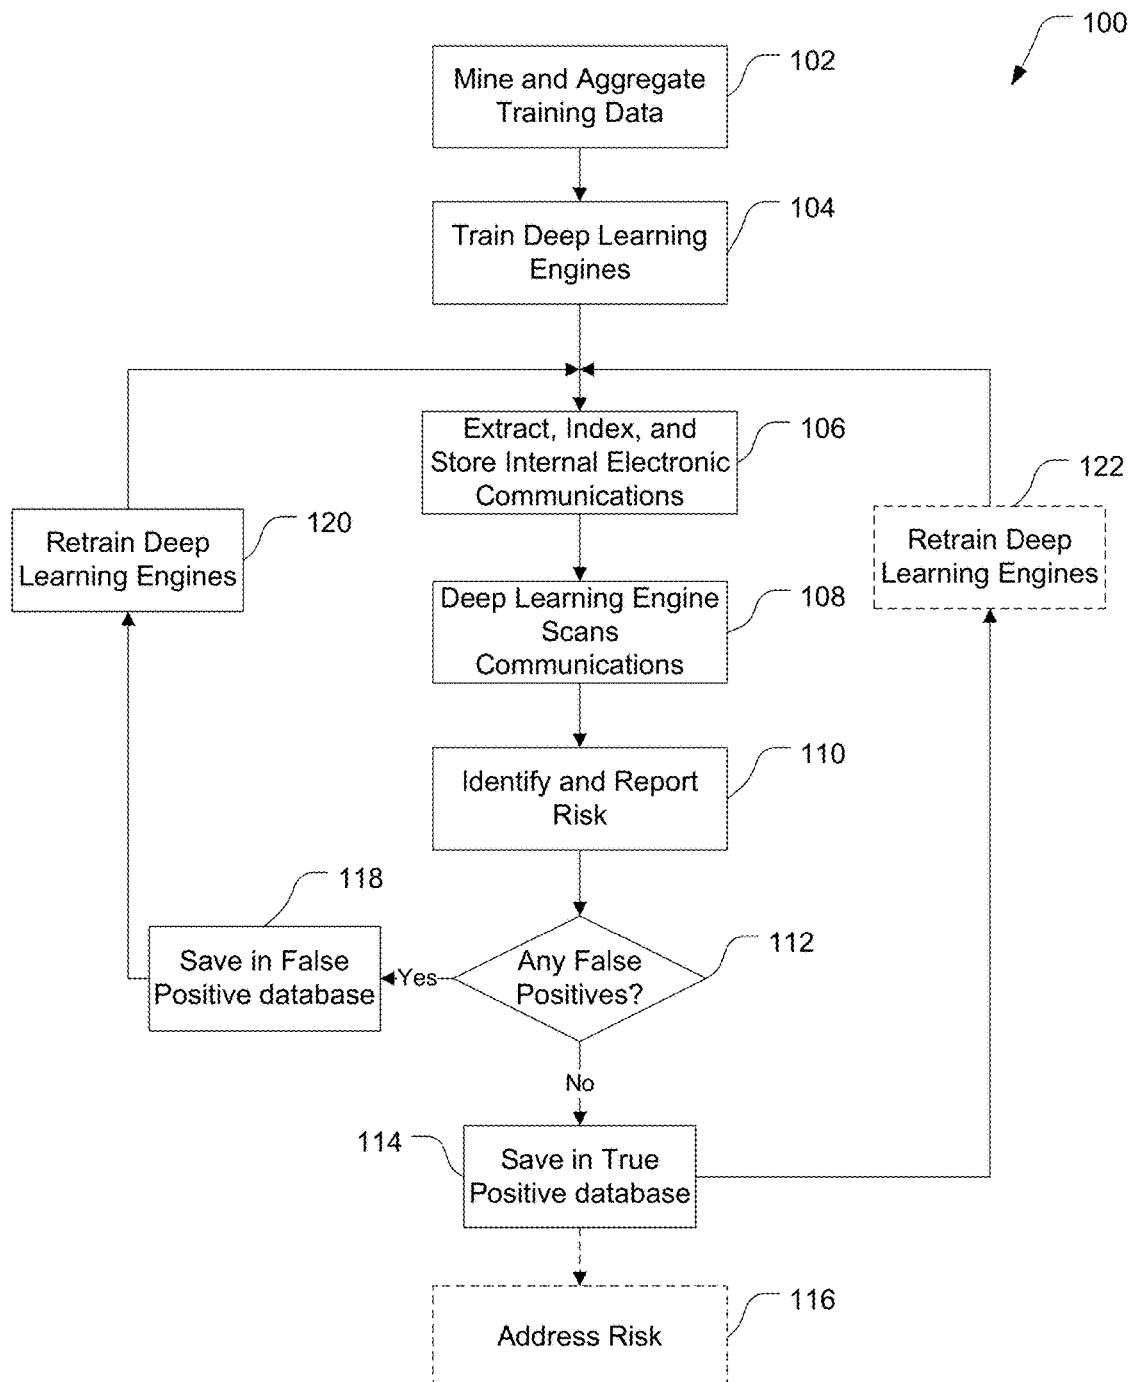 100
Mine and Aggregate
Training Data
102
Train Deep Learning
Engines
104
Extract, Index, and
Store Internal Electronic
Communications
106
Retrain Deep
Learning Engines
120
Retrain Deep
Learning Engines
122
Deep Learning Engine
Scans
Communications
108
Identify and Report
Risk
110
Save in False
Positive database
118
Yes
Any False
Positives?
112
No
114
Save in True
Positive database
Address Risk
116